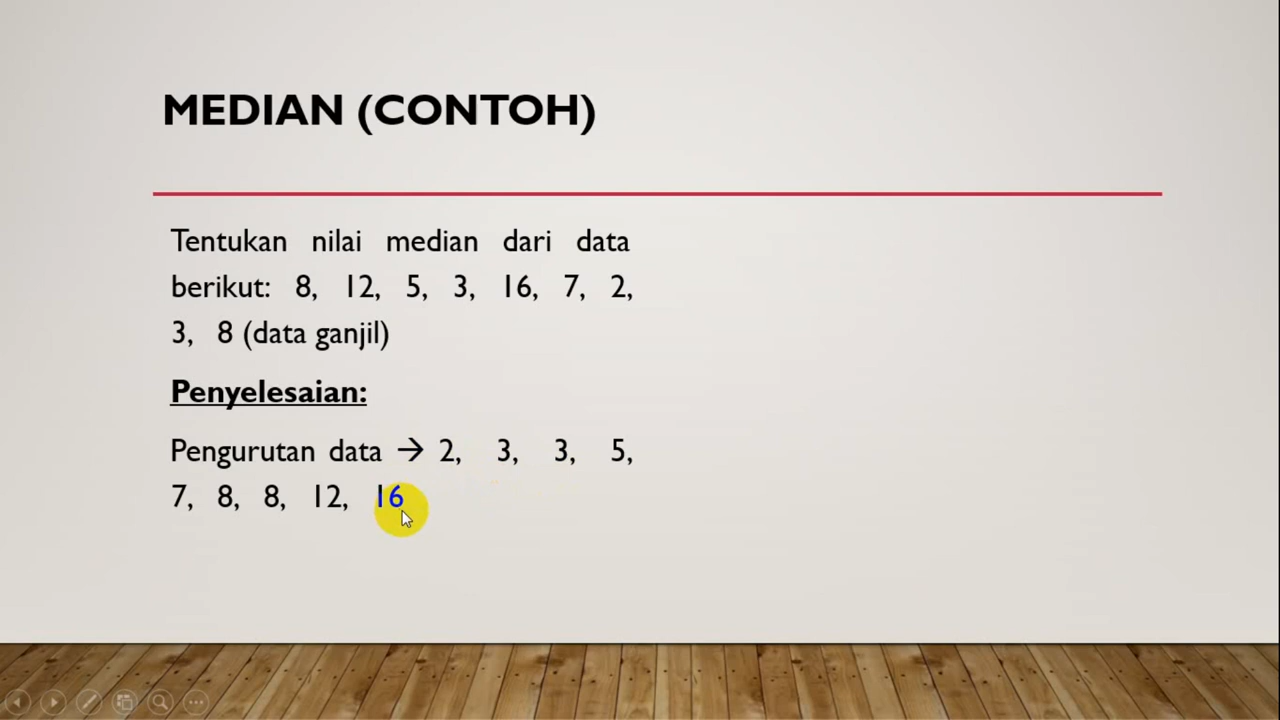 MEDIAN (CONTOH)
Tentukan nilai median dari data
berikut: 8, 12, 5, 3, 16, 7, 2,
3, 8 (data ganjil)
Penyelesaian:
Pengurutan data → 2, 3, 3, 5,
7, 8, 8, 12, 16